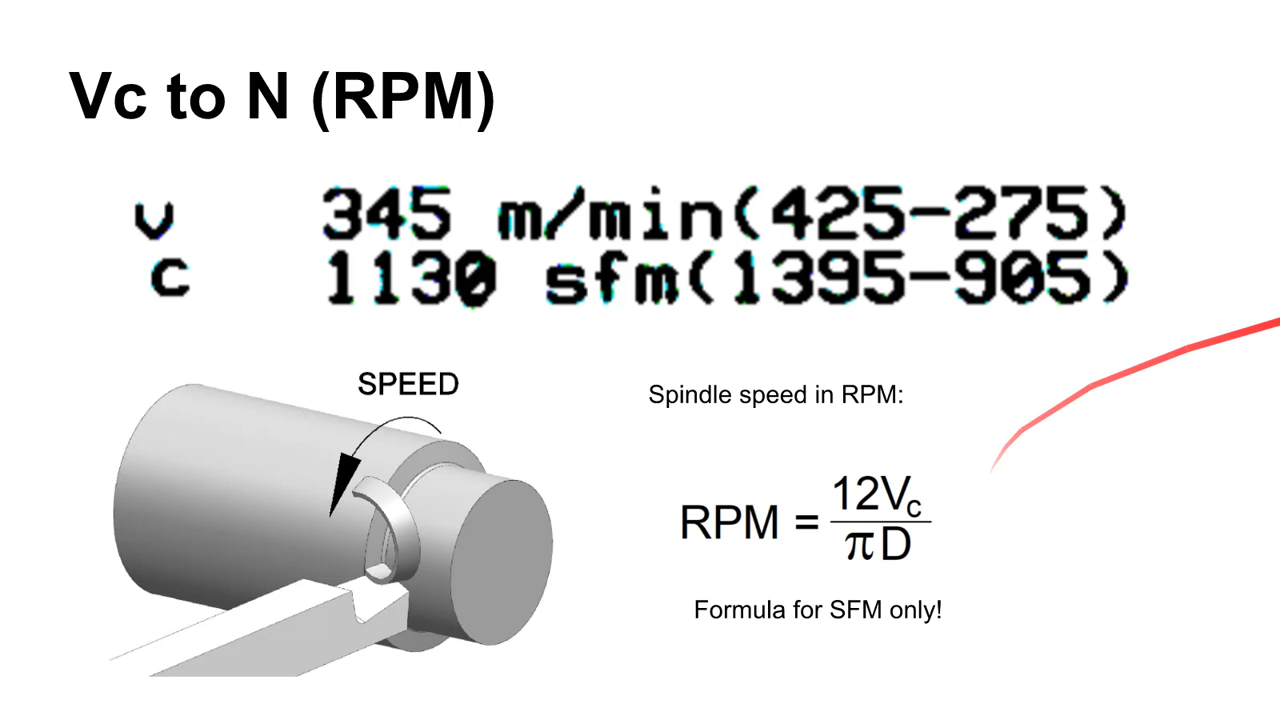 Vc to N (RPM)
v 345 m/min(425-275)
c 1130 sfm(1395-905)
SPEED
Spindle speed in RPM:
RPM = 12Vc
πD
Formula for SFM only!